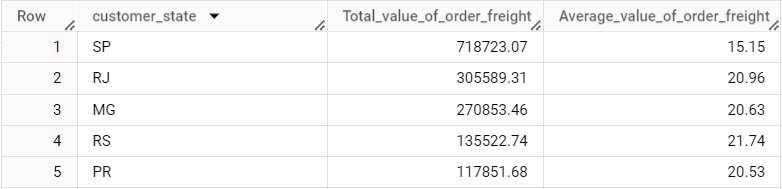 Row customer_state Total_value_of_order_freight Average_value_of_order_freight
1 SP 718723.07 15.15
2 RJ 305589.31 20.96
3 MG 270853.46 20.63
4 RS 135522.74 21.74
5 PR 117851.68 20.53